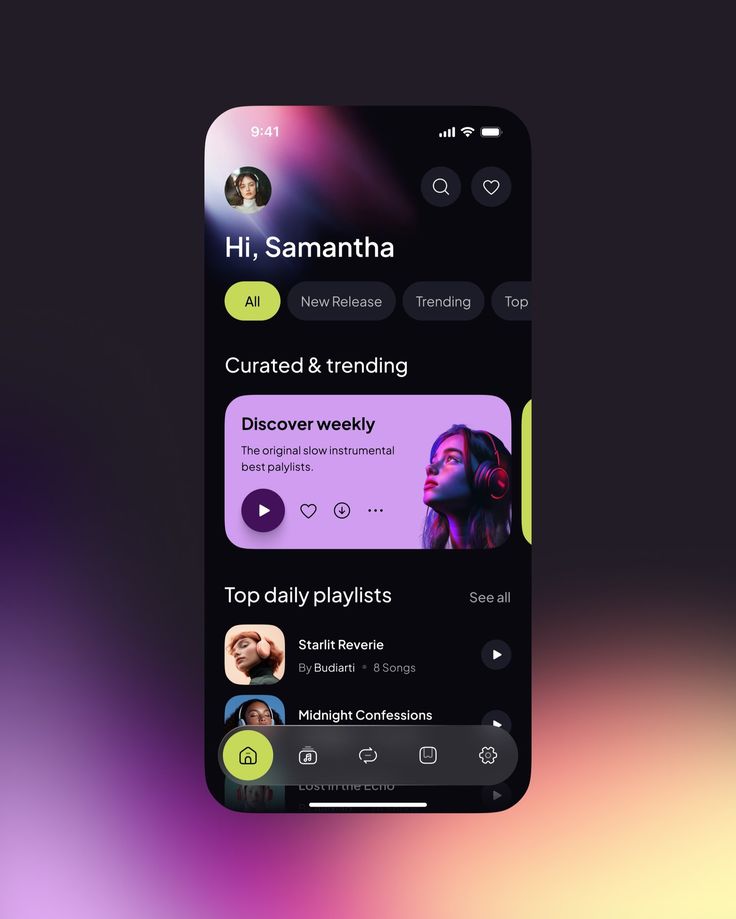 9:41
Hi, Samantha
All
New Release
Trending
Top
Curated & trending
Discover weekly
The original slow instrumental
best palylists.
Top daily playlists
See all
Starlit Reverie
By Budiarti • 8 Songs
Midnight Confessions
Lost in the Echo